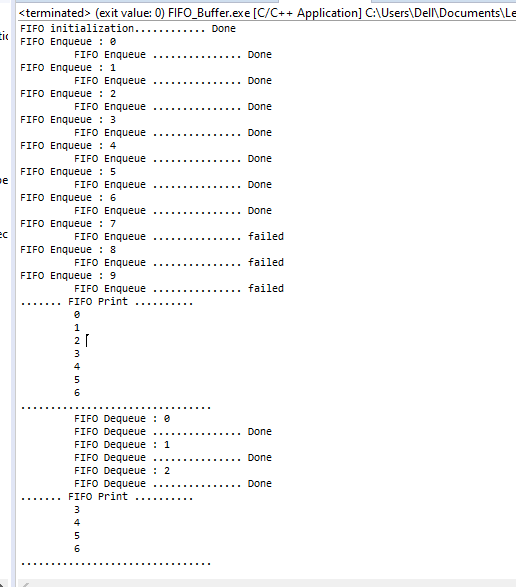 <terminated> (exit value: 0) FIFO_Buffer.exe [C/C++ Application] C:\Users\Dell\Documents\Le
FIFO initialization............ Done
FIFO Enqueue : 0
FIFO Enqueue ............... Done
FIFO Enqueue : 1
FIFO Enqueue ............... Done
FIFO Enqueue : 2
FIFO Enqueue ............... Done
FIFO Enqueue : 3
FIFO Enqueue ............... Done
FIFO Enqueue : 4
FIFO Enqueue ............... Done
FIFO Enqueue : 5
FIFO Enqueue ............... Done
FIFO Enqueue : 6
FIFO Enqueue ............... Done
FIFO Enqueue : 7
FIFO Enqueue ............... failed
FIFO Enqueue : 8
FIFO Enqueue ............... failed
FIFO Enqueue : 9
FIFO Enqueue ............... failed
....... FIFO Print ..........
0
1
2
3
4
5
6
................................
FIFO Dequeue : 0
FIFO Dequeue ............... Done
FIFO Dequeue : 1
FIFO Dequeue ............... Done
FIFO Dequeue : 2
FIFO Dequeue ............... Done
....... FIFO Print ..........
3
4
5
6
................................